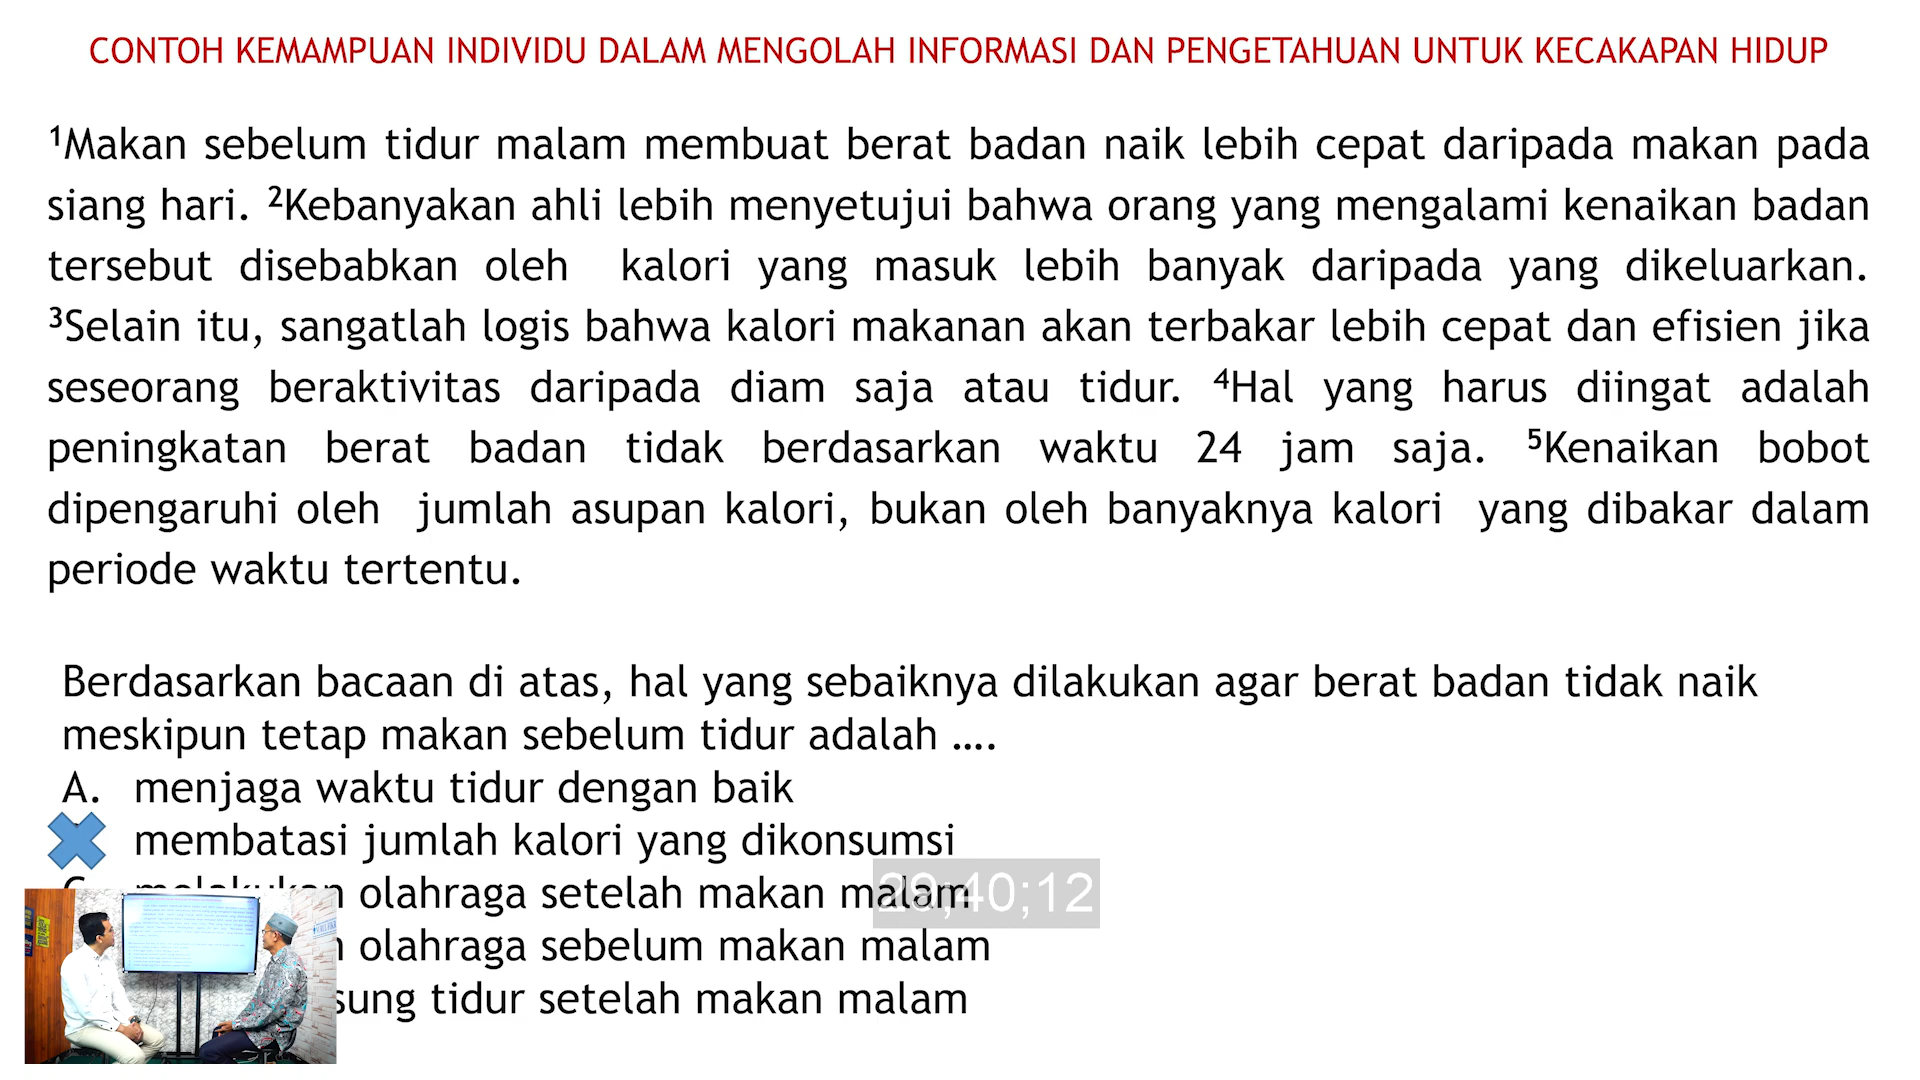 CONTOH KEMAMPUAN INDIVIDU DALAM MENGOLAH INFORMASI DAN PENGETAHUAN UNTUK KECAKAPAN HIDUP
¹Makan sebelum tidur malam membuat berat badan naik lebih cepat daripada makan pada
siang hari. ²Kebanyakan ahli lebih menyetujui bahwa orang yang mengalami kenaikan badan
tersebut disebabkan oleh kalori yang masuk lebih banyak daripada yang dikeluarkan.
³Selain itu, sangatlah logis bahwa kalori makanan akan terbakar lebih cepat dan efisien jika
seseorang beraktivitas daripada diam saja atau tidur. ⁴Hal yang harus diingat adalah
peningkatan berat badan tidak berdasarkan waktu 24 jam saja. ⁵Kenaikan bobot
dipengaruhi oleh jumlah asupan kalori, bukan oleh banyaknya kalori yang dibakar dalam
periode waktu tertentu.
Berdasarkan bacaan di atas, hal yang sebaiknya dilakukan agar berat badan tidak naik
meskipun tetap makan sebelum tidur adalah ....
A. menjaga waktu tidur dengan baik
membatasi jumlah kalori yang dikonsumsi
olahraga setelah makan malam
29;40;12
olahraga sebelum makan malam
tidur setelah makan malam